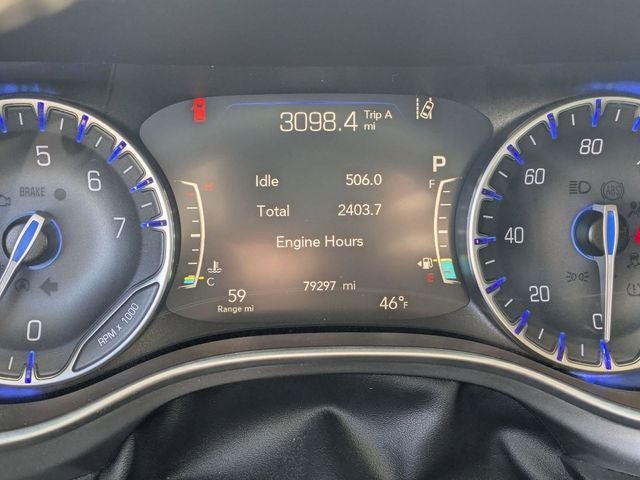 3098.4 Trip A
mi
P
Idle 506.0
Total 2403.7
Engine Hours
H
C
F
E
79297 mi
59
Range mi
46°F
BRAKE
5
6
7
0
RPM x 1000
80
60
40
20
0
ABS